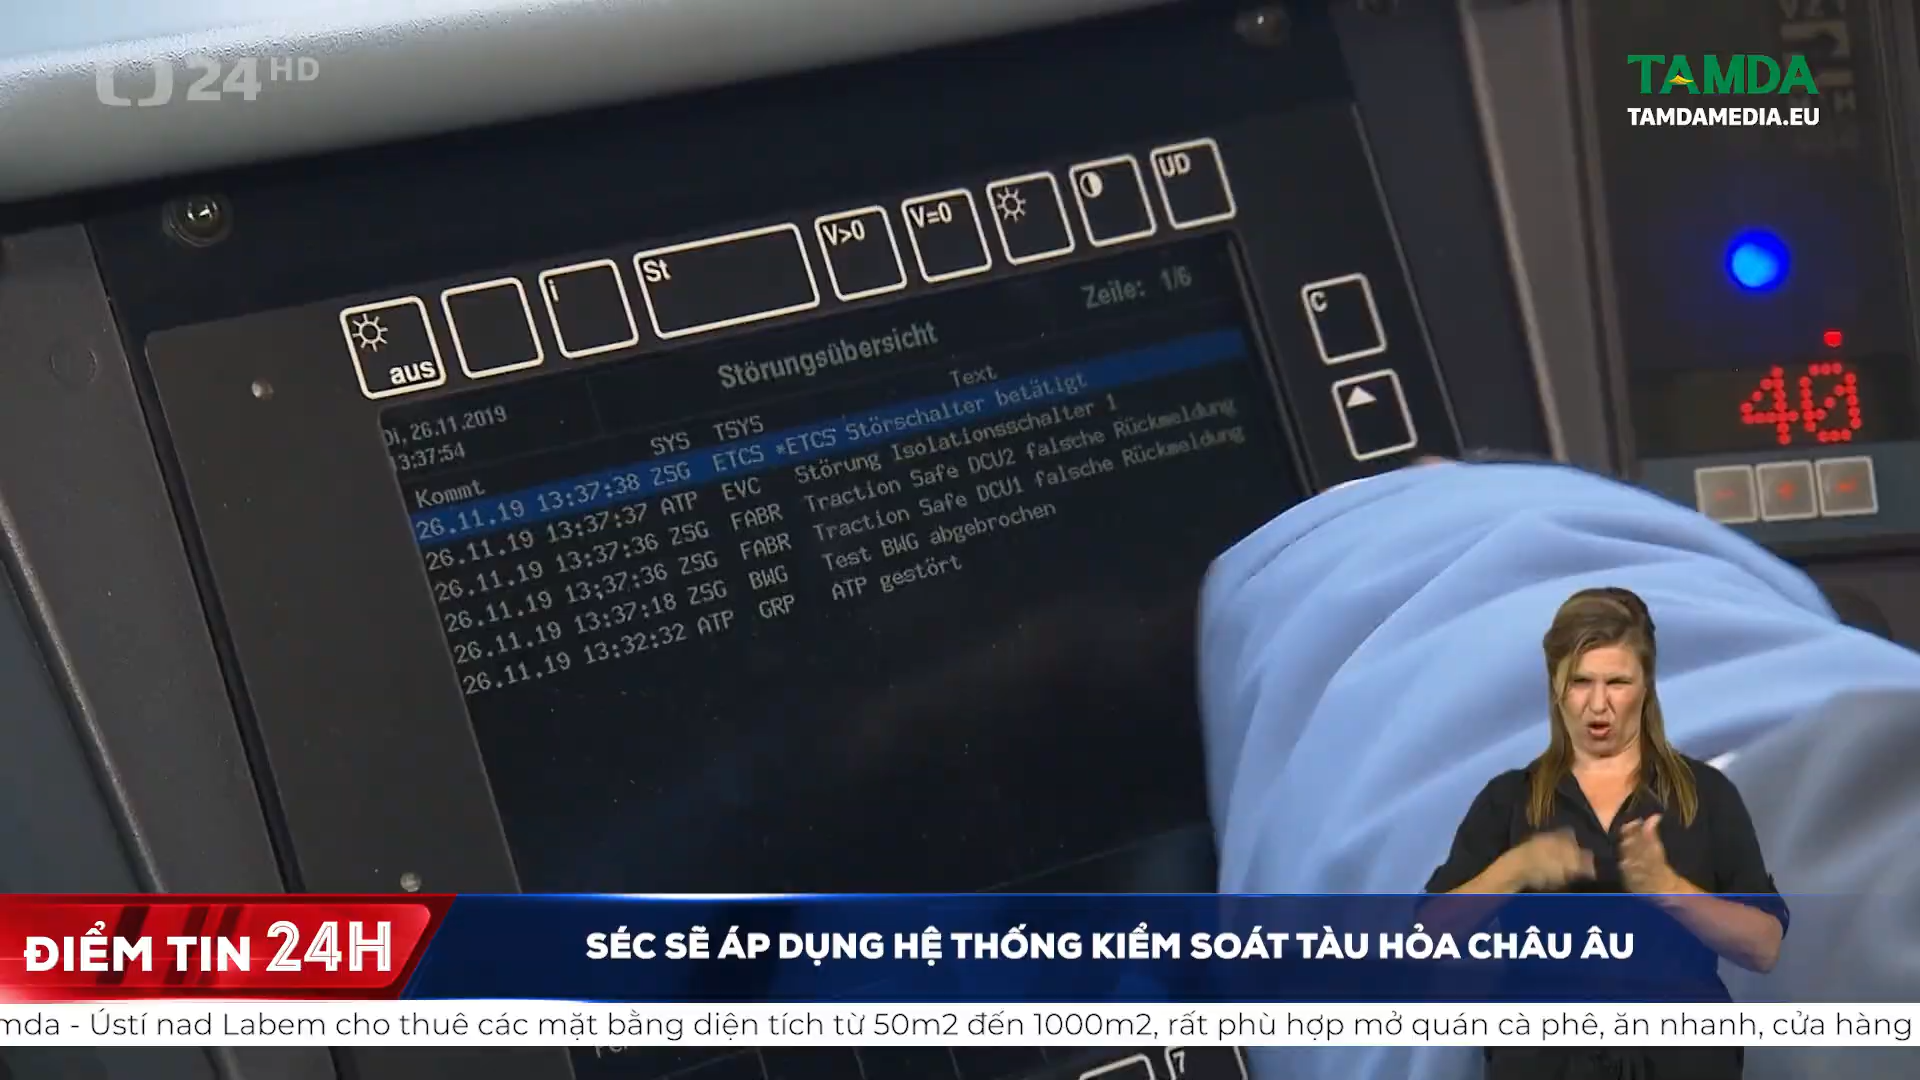 24 HD
TAMDA
TAMDAMEDIA.EU
UD
V=0
V>0
St
i
aus
C
Zeile: 1/6
Störungsübersicht
Di, 26.11.2019
13:37:54
Kommt SYS TSYS Text
26.11.19 13:37:38 ZSG ETCS *ETCS Störschalter betätigt
26.11.19 13:37:37 ATP EVC Störung Isolationsschalter 1
26.11.19 13:37:36 ZSG FABR Traction Safe DCU2 falsche Rückmeldung
26.11.19 13:37:36 ZSG FABR Traction Safe DCU1 falsche Rückmeldung
26.11.19 13:37:18 ZSG BWG Test BWG abgebrochen
26.11.19 13:32:32 ATP GRP ATP gestört
40
ĐIỂM TIN 24H
SÉC SẼ ÁP DỤNG HỆ THỐNG KIỂM SOÁT TÀU HỎA CHÂU ÂU
mda - Ústí nad Labem cho thuê các mặt bằng diện tích từ 50m2 đến 1000m2, rất phù hợp mở quán cà phê, ăn nhanh, cửa hàng
7